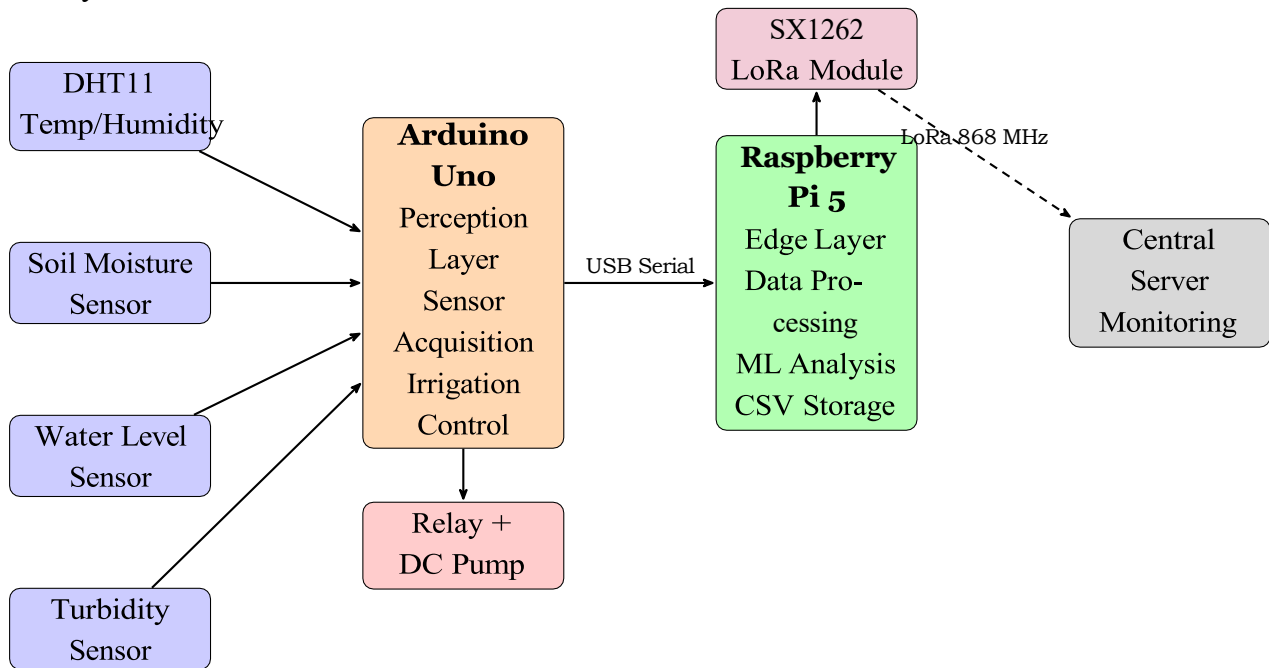 DHT11
Temp/Humidity
Soil Moisture
Sensor
Water Level
Sensor
Turbidity
Sensor
Arduino
Uno
Perception
Layer
Sensor
Acquisition
Irrigation
Control
Relay +
DC Pump
USB Serial
Raspberry
Pi 5
Edge Layer
Data Pro-
cessing
ML Analysis
CSV Storage
SX1262
LoRa Module
LoRa 868 MHz
Central
Server
Monitoring